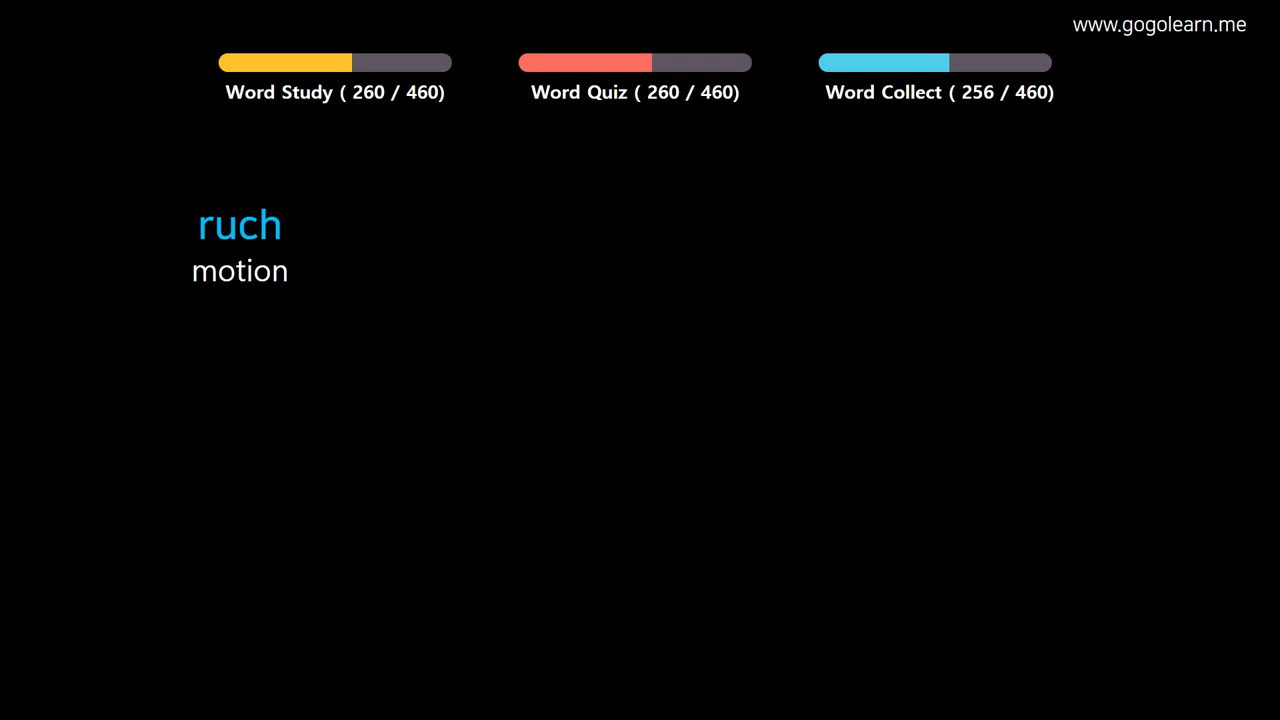 www.gogolearn.me
Word Study ( 260 / 460)
Word Quiz ( 260 / 460)
Word Collect ( 256 / 460)
ruch
motion